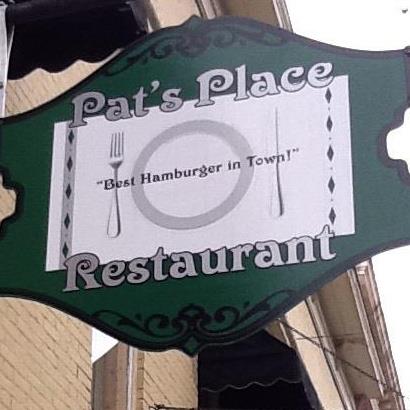 Pat's Place
"Best Hamburger in Town!"
Restaurant